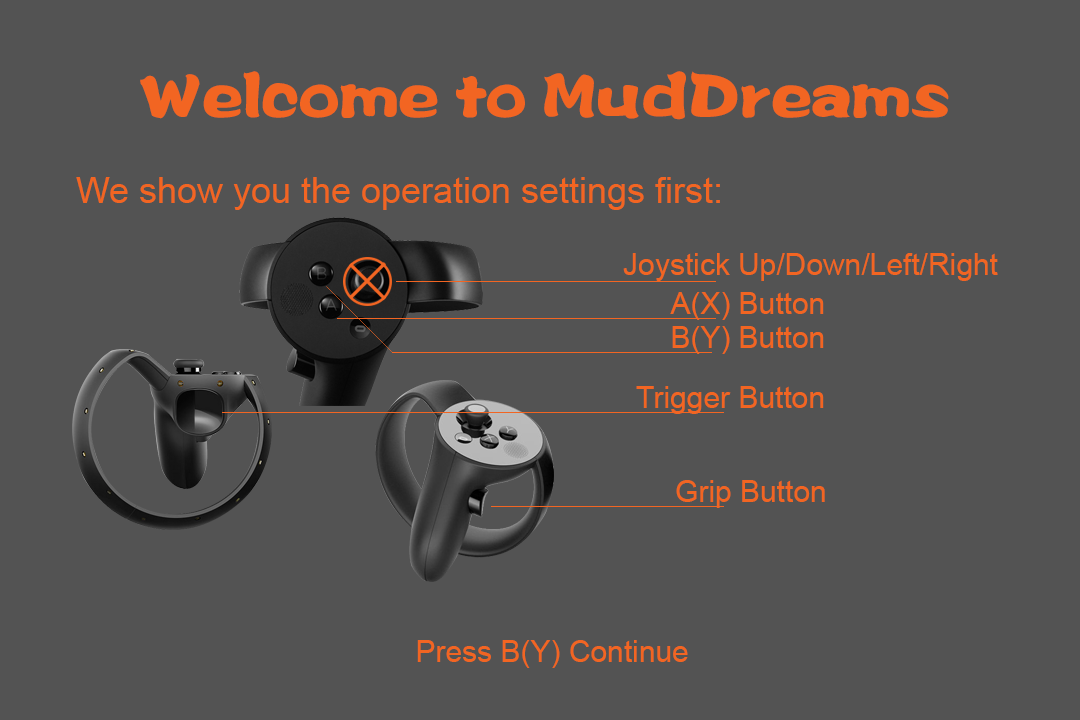 Welcome to MudDreams
We show you the operation settings first:
Joystick Up/Down/Left/Right
A(X) Button
B(Y) Button
Trigger Button
Grip Button
B
A
Y
X
Press B(Y) Continue